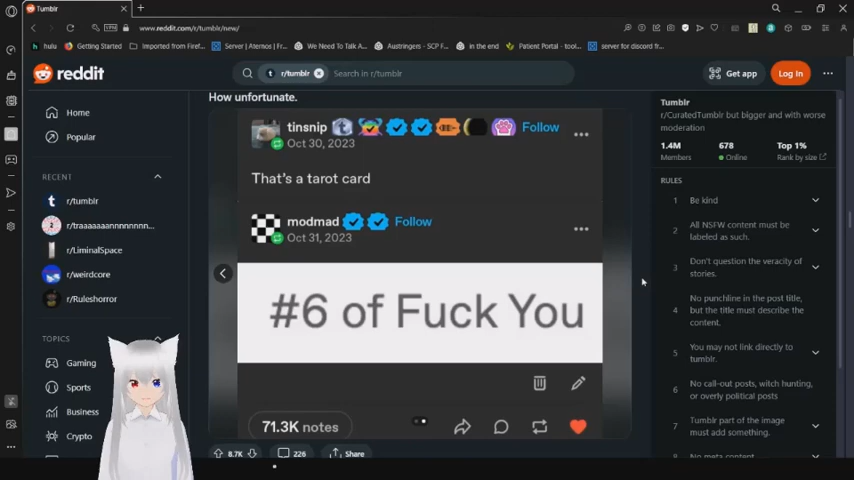 Tumblr
www.reddit.com/r/tumblr/new/
VPN
hulu
Getting Started
Imported from Firef...
Server | Aternos | F...
We Need To Talk A...
Austringers - SCP F...
in the end
Patient Portal - tool...
server for discord fr...
reddit
r/tumblr
Search in r/tumblr
Get app
Log In
Home
Popular
RECENT
r/tumblr
r/traaaaaaannnnnnnn...
r/LiminalSpace
r/weirdcore
r/Ruleshorror
TOPICS
Gaming
Sports
Business
Crypto
How unfortunate.
tinsnip
Follow
Oct 30, 2023
That's a tarot card
modmad
Follow
Oct 31, 2023
#6 of Fuck You
71.3K notes
8.7K
226
Share
Tumblr
r/CuratedTumblr but bigger and with worse
moderation
1.4M
678
Top 1%
Members
Online
Rank by size
RULES
1 Be kind
2 All NSFW content must be
labeled as such.
3 Don't question the veracity of
stories.
4 No punchline in the post title,
but the title must describe the
content.
5 You may not link directly to
tumblr.
6 No call-out posts, witch hunting,
or overly political posts
7 Tumblr part of the image
must add something.
No meta content